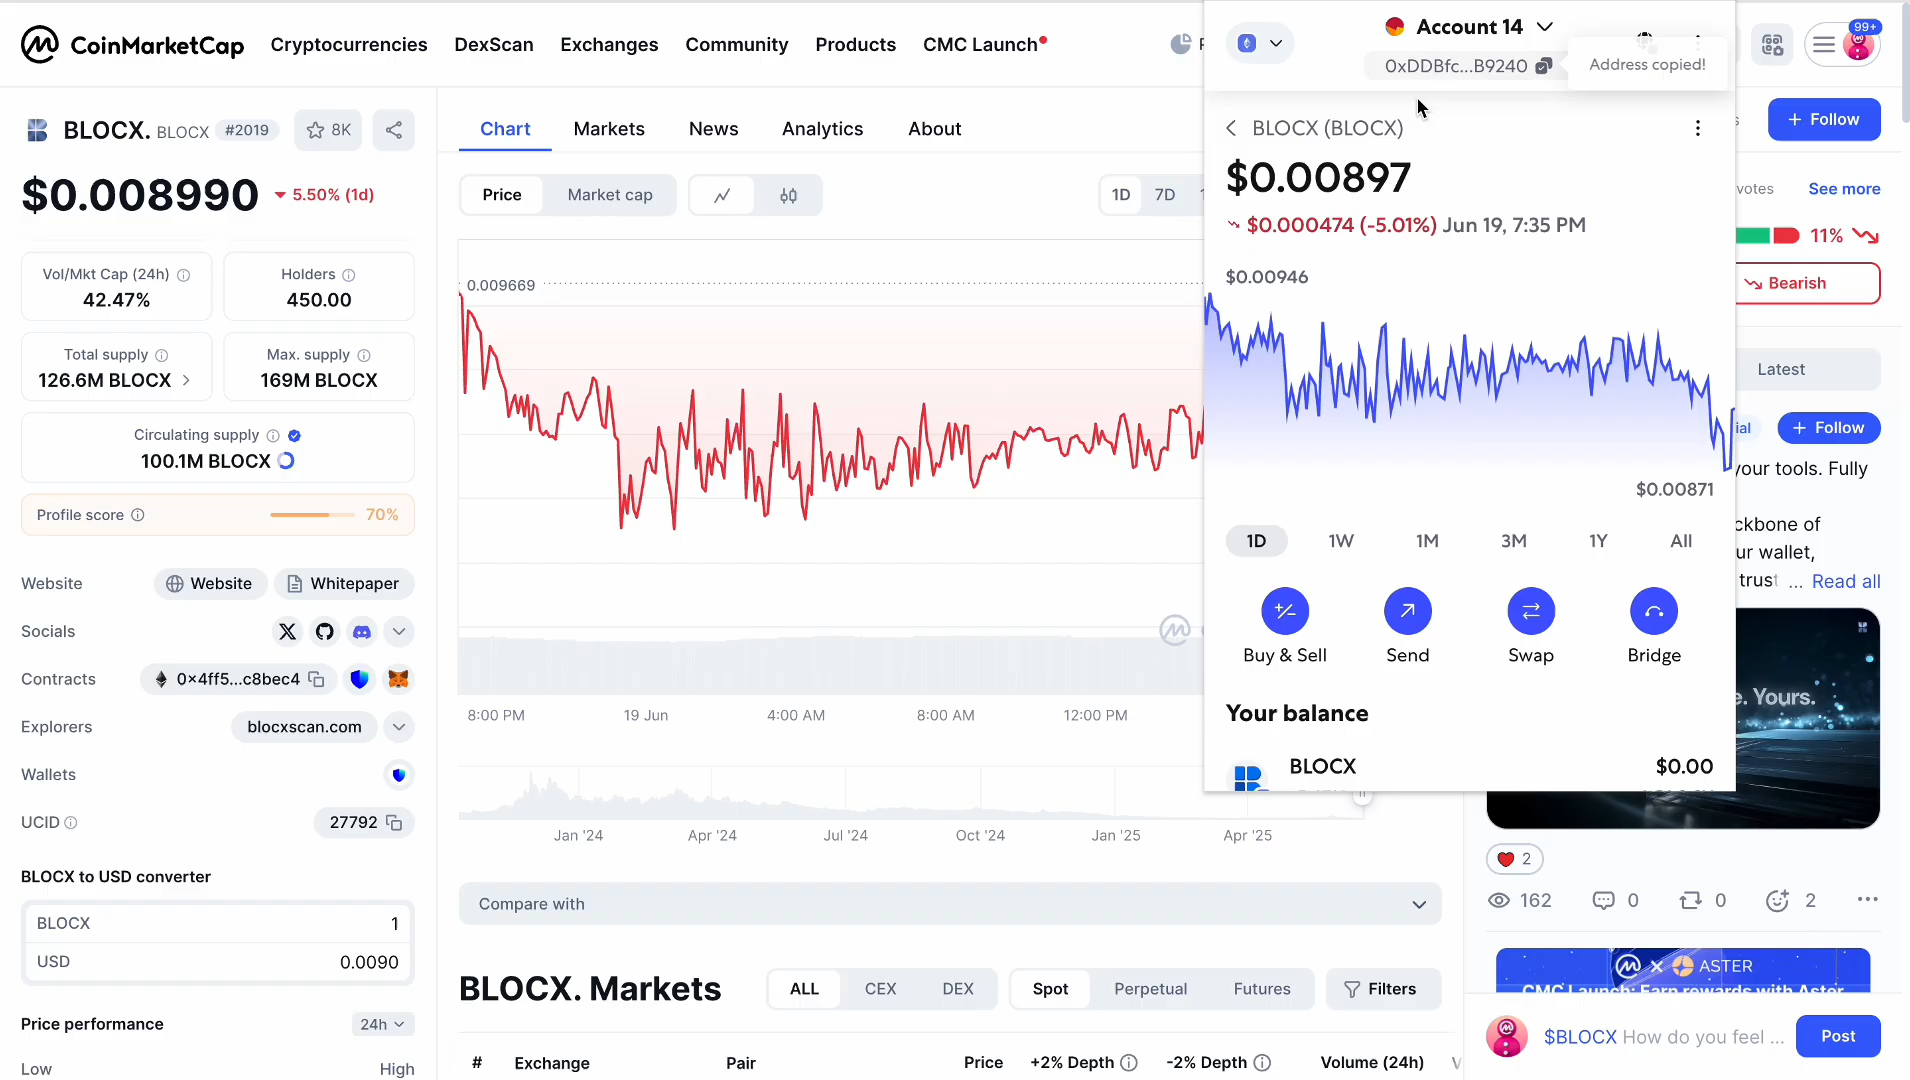 CoinMarketCap
Cryptocurrencies
DexScan
Exchanges
Community
Products
CMC Launch
99+
BLOCX. BLOCX #2019
8K
$0.008990
5.50% (1d)
Vol/Mkt Cap (24h)
42.47%
Holders
450.00
Total supply
126.6M BLOCX
Max. supply
169M BLOCX
Circulating supply
100.1M BLOCX
Profile score
70%
Website
Website
Whitepaper
Socials
Contracts
0x4ff5...c8bec4
Explorers
blocxscan.com
Wallets
UCID
27792
BLOCX to USD converter
BLOCX
1
USD
0.0090
Price performance
24h
Low
High
Chart
Markets
News
Analytics
About
Price
Market cap
1D
7D
0.009669
8:00 PM
19 Jun
4:00 AM
8:00 AM
12:00 PM
Jan '24
Apr '24
Jul '24
Oct '24
Jan '25
Apr '25
Compare with
BLOCX. Markets
ALL
CEX
DEX
Spot
Perpetual
Futures
Filters
#
Exchange
Pair
Price
+2% Depth
-2% Depth
Volume (24h)
Account 14
0xDDBfc...B9240
Address copied!
BLOCX (BLOCX)
$0.00897
$0.000474 (-5.01%) Jun 19, 7:35 PM
$0.00946
$0.00871
1D
1W
1M
3M
1Y
All
Buy & Sell
Send
Swap
Bridge
Your balance
BLOCX
$0.00
+ Follow
votes
See more
11%
Bearish
Latest
+ Follow
your tools. Fully
ckbone of
ur wallet,
trust ... Read all
e. Yours.
2
162
0
0
2
ASTER
CMC Launch: Earn rewards with Aster
$BLOCX How do you feel ...
Post